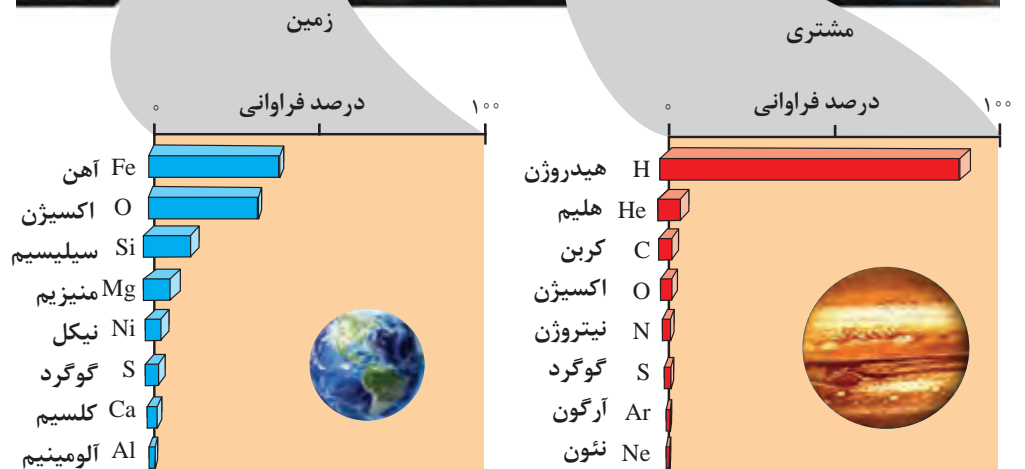 مشتری
درصد فراوانی
۰ ۱۰۰
هیدروژن H
هلیم He
کربن C
اکسیژن O
نیتروژن N
گوگرد S
آرگون Ar
نئون Ne
زمین
درصد فراوانی
۰ ۱۰۰
آهن Fe
اکسیژن O
سیلیسیم Si
منیزیم Mg
نیکل Ni
گوگرد S
کلسیم Ca
آلومینیم Al